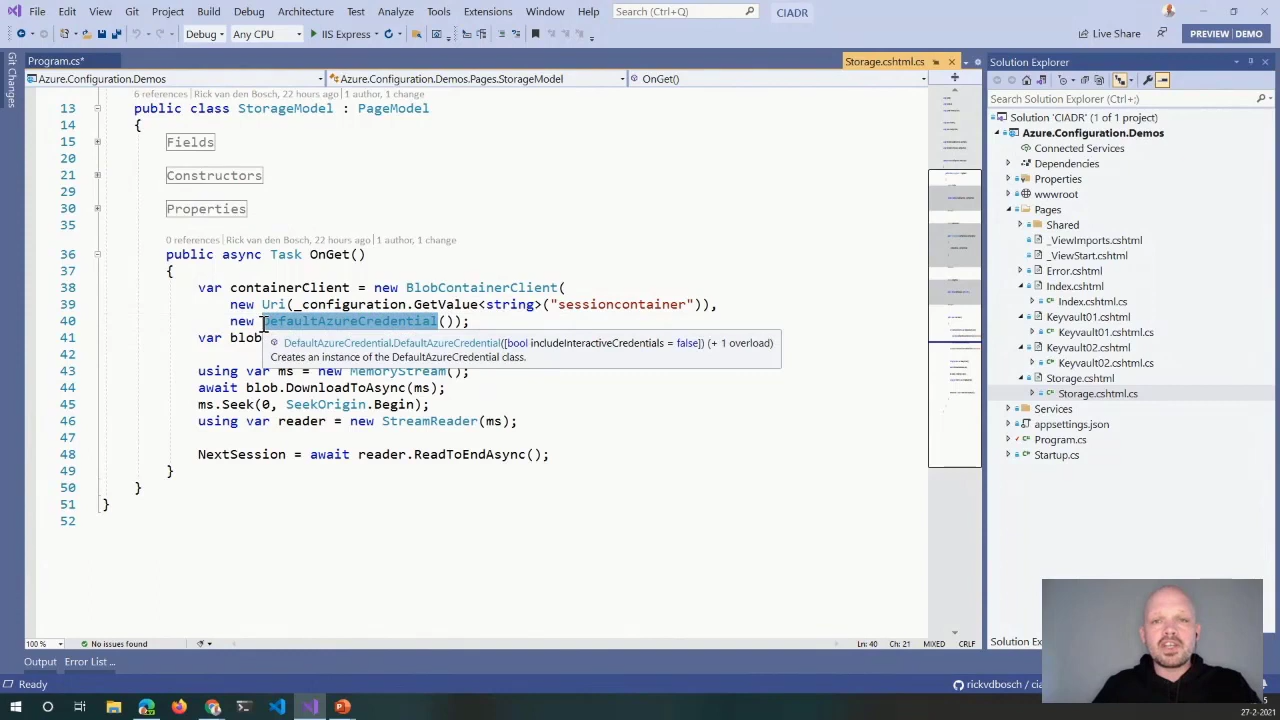 File Edit View Git Project Build Debug Architecture Test Analyze Tools Extensions Window Help Search (Ctrl+Q) CIADR
Debug Any CPU IIS Express Live Share PREVIEW | DEMO
Git Changes
Program.cs* Storage.cshtml.cs
Azure.Configuration.Demos Azure.Configuration.Demos.Pages.StorageModel OnGet()
6 references | Rick van den Bosch, 22 hours ago | 1 author, 1 change
13 public class StorageModel : PageModel
14 {
15 Fields
20
21 Constructors
29
30 Properties
35
0 references | Rick van den Bosch, 22 hours ago | 1 author, 1 change
36 public async Task OnGet()
37 {
38 var containerClient = new BlobContainerClient(
39 new Uri(_configuration.GetValue<string>("sessioncontainer")),
40 new DefaultAzureCredential());
41 var blob
DefaultAzureCredential.DefaultAzureCredential([bool includeInteractiveCredentials = false]) (+ 1 overload)
Creates an instance of the DefaultAzureCredential class.
42
43 using var ms = new MemoryStream();
44 await blob.DownloadToAsync(ms);
45 ms.Seek(0, SeekOrigin.Begin);
46 using var reader = new StreamReader(ms);
47
48 NextSession = await reader.ReadToEndAsync();
49 }
50 }
51 }
52
100 % No issues found Ln: 40 Ch: 21 MIXED CRLF
Output Error List ...
Ready
Solution Explorer
Search Solution Explorer (Ctrl+;)
Solution 'CIADR' (1 of 1 project)
Azure.Configuration.Demos
Connected Services
Dependencies
Properties
wwwroot
Pages
Shared
_ViewImports.cshtml
_ViewStart.cshtml
Error.cshtml
Index.cshtml
Index.cshtml.cs
Keyvault01.cshtml
Keyvault01.cshtml.cs
Keyvault02.cshtml
Keyvault02.cshtml.cs
Storage.cshtml
Storage.cshtml.cs
Services
appsettings.json
Program.cs
Startup.cs
Solution Exp
rickvdbosch / cia
27-2-2021